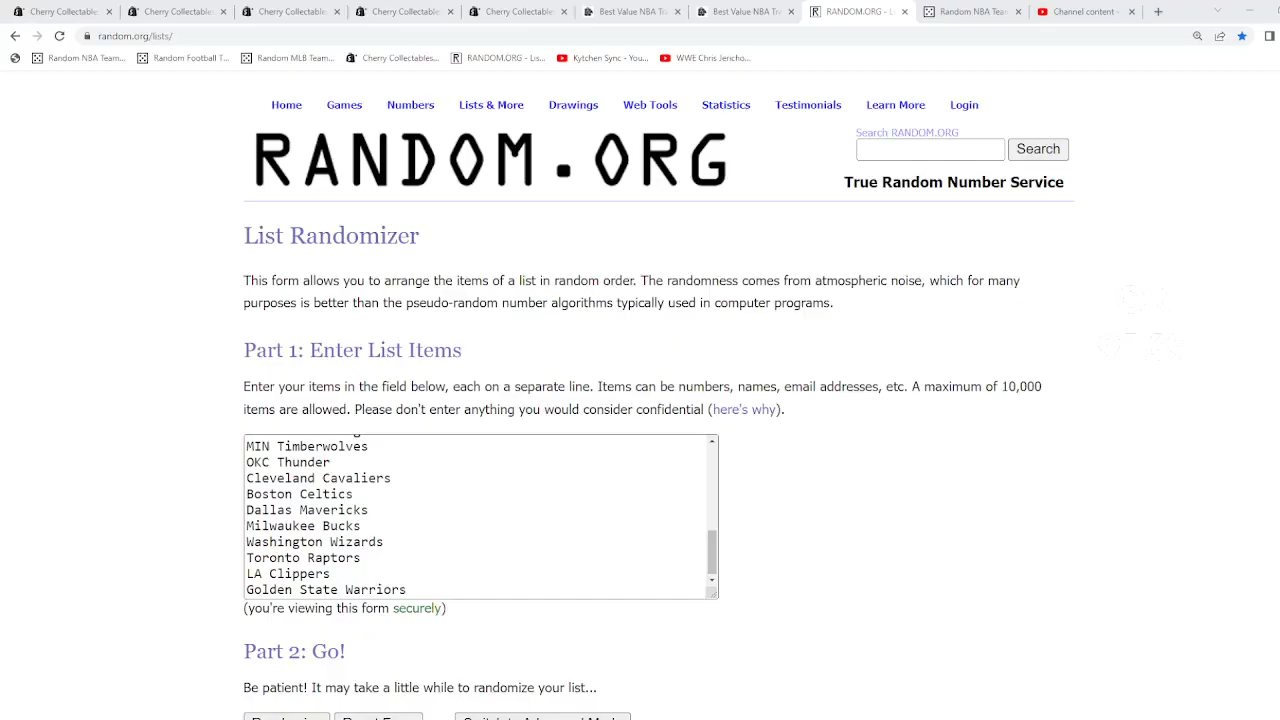 Cherry Collectable
Cherry Collectables
Cherry Collectable
Cherry Collectable
Cherry Collectable
Best Value NBA Tr
Best Value NBA Tra
RANDOM.ORG - L
Random NBA Tea
Channel content -
random.org/lists/
Random NBA Team...
Random Football T...
Random MLB Team...
Cherry Collectables...
RANDOM.ORG - Lis...
Kytchen Sync - You...
WWE Chris Jericho...
Home Games Numbers Lists & More Drawings Web Tools Statistics Testimonials Learn More Login
RANDOM.ORG
Search RANDOM.ORG
Search
True Random Number Service
List Randomizer
This form allows you to arrange the items of a list in random order. The randomness comes from atmospheric noise, which for many
purposes is better than the pseudo-random number algorithms typically used in computer programs.
Part 1: Enter List Items
Enter your items in the field below, each on a separate line. Items can be numbers, names, email addresses, etc. A maximum of 10,000
items are allowed. Please don't enter anything you would consider confidential (here's why).
MIN Timberwolves
OKC Thunder
Cleveland Cavaliers
Boston Celtics
Dallas Mavericks
Milwaukee Bucks
Washington Wizards
Toronto Raptors
LA Clippers
Golden State Warriors
(you're viewing this form securely)
Part 2: Go!
Be patient! It may take a little while to randomize your list...